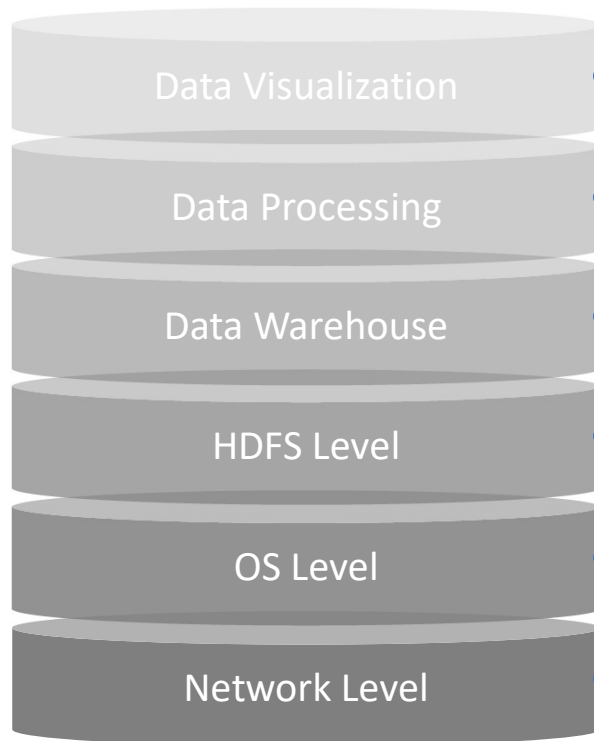 Data Visualization
Data Processing
Data Warehouse
HDFS Level
OS Level
Network Level